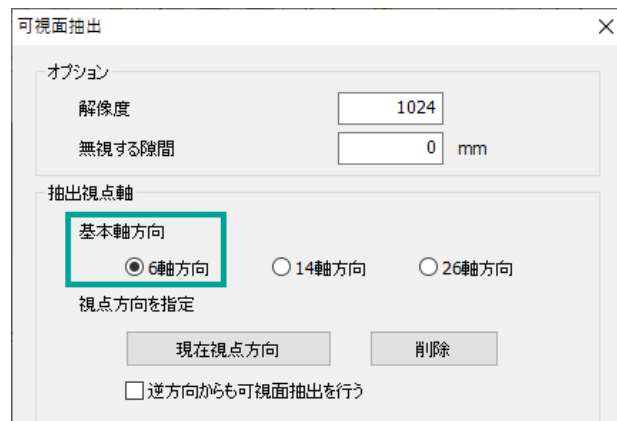 可視面抽出
オプション
解像度 1024
無視する隙間 0 mm
抽出視点軸
基本軸方向
6軸方向 14軸方向 26軸方向
視点方向を指定
現在視点方向 削除
逆方向からも可視面抽出を行う